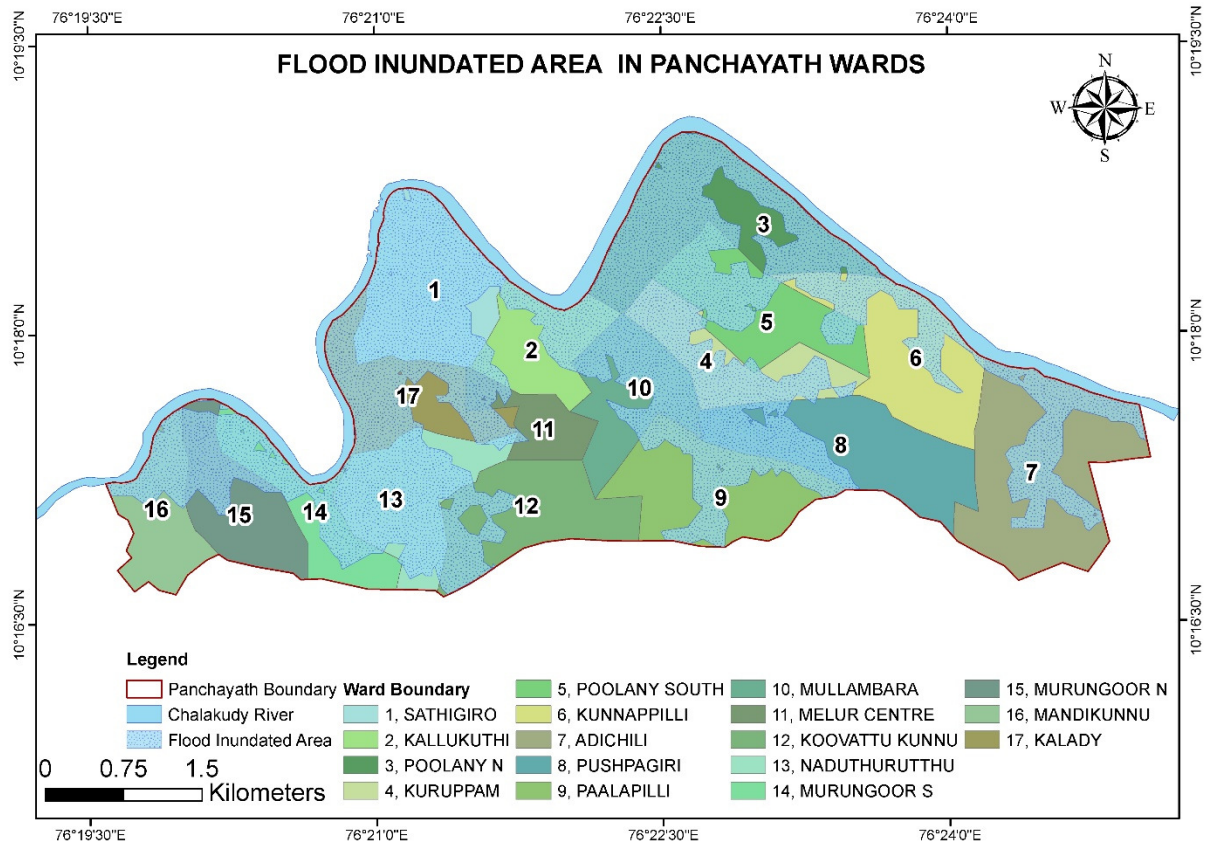 76°19'30"E 76°21'0"E 76°22'30"E 76°24'0"E
10°19'30"N 10°19'30"N
FLOOD INUNDATED AREA IN PANCHAYATH WARDS
N
W E
S
3
1
5
2
4 6
10°18'0"N 10°18'0"N
10
17
11
8
7
13 9
16 15 14 12
10°16'30"N 10°16'30"N
Legend
Panchayath Boundary
Chalakudy River
Flood Inundated Area
0 0.75 1.5
Kilometers
Ward Boundary
1, SATHIGIRO
2, KALLUKUTHI
3, POOLANY N
4, KURUPPAM
5, POOLANY SOUTH
6, KUNNAPPILLI
7, ADICHILI
8, PUSHPAGIRI
9, PAALAPILLI
10, MULLAMBARA
11, MELUR CENTRE
12, KOOVATTU KUNNU
13, NADUTHURUTTHU
14, MURUNGOOR S
15, MURUNGOOR N
16, MANDIKUNNU
17, KALADY
76°19'30"E 76°21'0"E 76°22'30"E 76°24'0"E